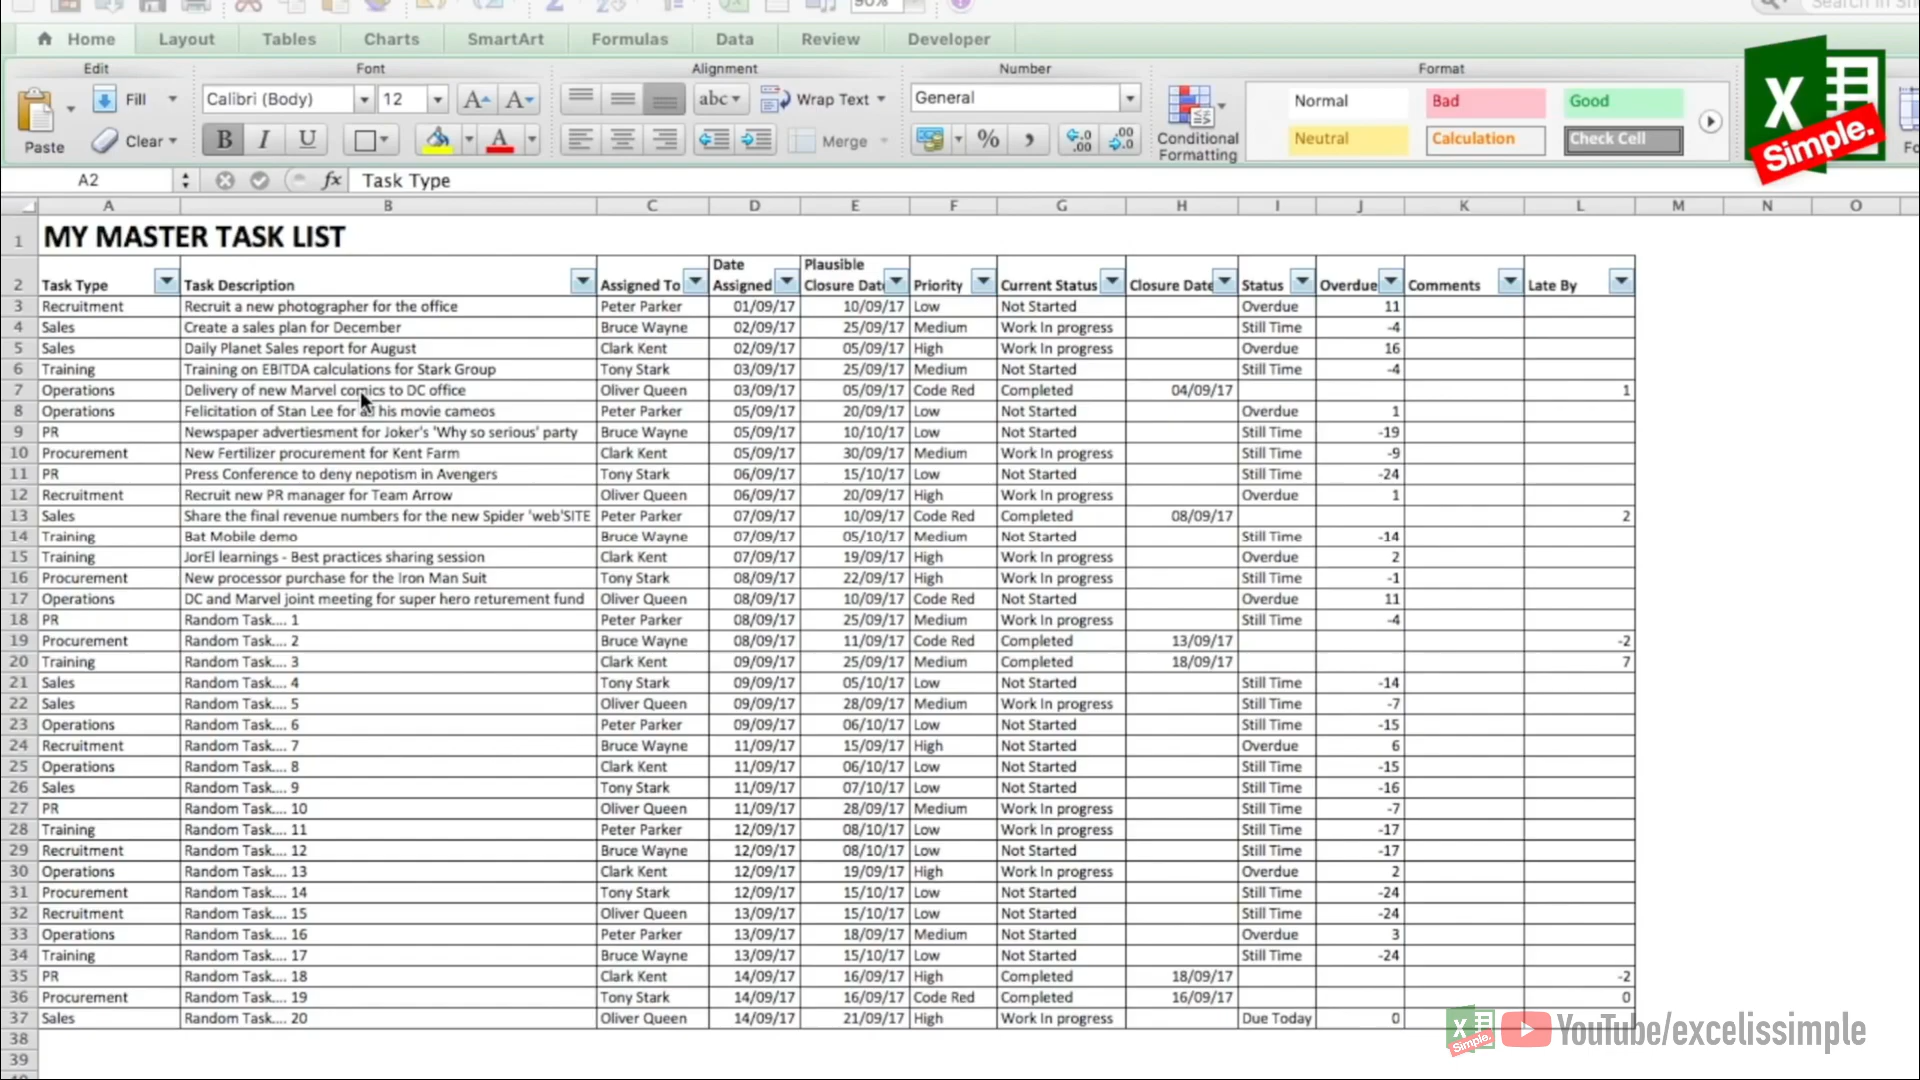 90%
Search in Sh
Home Layout Tables Charts SmartArt Formulas Data Review Developer
Edit Font Alignment Number Format
Fill Calibri (Body) 12 A A abc Wrap Text General Normal Bad Good
Paste Clear B I U A Merge % , .0 .00 .00 .0 Conditional Formatting Neutral Calculation Check Cell
X Simple.
A2 fx Task Type
A B C D E F G H I J K L M N O
1 MY MASTER TASK LIST
2 Task Type Task Description Assigned To Date Assigned Plausible Closure Date Priority Current Status Closure Date Status Overdue Comments Late By
3 Recruitment Recruit a new photographer for the office Peter Parker 01/09/17 10/09/17 Low Not Started Overdue 11
4 Sales Create a sales plan for December Bruce Wayne 02/09/17 25/09/17 Medium Work In progress Still Time -4
5 Sales Daily Planet Sales report for August Clark Kent 02/09/17 05/09/17 High Work In progress Overdue 16
6 Training Training on EBITDA calculations for Stark Group Tony Stark 03/09/17 25/09/17 Medium Not Started Still Time -4
7 Operations Delivery of new Marvel comics to DC office Oliver Queen 03/09/17 05/09/17 Code Red Completed 04/09/17 1
8 Operations Felicitation of Stan Lee for all his movie cameos Peter Parker 05/09/17 20/09/17 Low Not Started Overdue 1
9 PR Newspaper advertiesment for Joker's 'Why so serious' party Bruce Wayne 05/09/17 10/10/17 Low Not Started Still Time -19
10 Procurement New Fertilizer procurement for Kent Farm Clark Kent 05/09/17 30/09/17 Medium Work In progress Still Time -9
11 PR Press Conference to deny nepotism in Avengers Tony Stark 06/09/17 15/10/17 Low Not Started Still Time -24
12 Recruitment Recruit new PR manager for Team Arrow Oliver Queen 06/09/17 20/09/17 High Work In progress Overdue 1
13 Sales Share the final revenue numbers for the new Spider 'web'SITE Peter Parker 07/09/17 10/09/17 Code Red Completed 08/09/17 2
14 Training Bat Mobile demo Bruce Wayne 07/09/17 05/10/17 Medium Not Started Still Time -14
15 Training JorEl learnings - Best practices sharing session Clark Kent 07/09/17 19/09/17 High Work In progress Overdue 2
16 Procurement New processor purchase for the Iron Man Suit Tony Stark 08/09/17 22/09/17 High Work In progress Still Time -1
17 Operations DC and Marvel joint meeting for super hero returement fund Oliver Queen 08/09/17 10/09/17 Code Red Not Started Overdue 11
18 PR Random Task.... 1 Peter Parker 08/09/17 25/09/17 Medium Work In progress Still Time -4
19 Procurement Random Task.... 2 Bruce Wayne 08/09/17 11/09/17 Code Red Completed 13/09/17 -2
20 Training Random Task.... 3 Clark Kent 09/09/17 25/09/17 Medium Completed 18/09/17 7
21 Sales Random Task.... 4 Tony Stark 09/09/17 05/10/17 Low Not Started Still Time -14
22 Sales Random Task.... 5 Oliver Queen 09/09/17 28/09/17 Medium Work In progress Still Time -7
23 Operations Random Task.... 6 Peter Parker 09/09/17 06/10/17 Low Not Started Still Time -15
24 Recruitment Random Task.... 7 Bruce Wayne 11/09/17 15/09/17 High Not Started Overdue 6
25 Operations Random Task.... 8 Clark Kent 11/09/17 06/10/17 Low Not Started Still Time -15
26 Sales Random Task.... 9 Tony Stark 11/09/17 07/10/17 Low Not Started Still Time -16
27 PR Random Task.... 10 Oliver Queen 11/09/17 28/09/17 Medium Work In progress Still Time -7
28 Training Random Task.... 11 Peter Parker 12/09/17 08/10/17 Low Work In progress Still Time -17
29 Recruitment Random Task.... 12 Bruce Wayne 12/09/17 08/10/17 Low Not Started Still Time -17
30 Operations Random Task.... 13 Clark Kent 12/09/17 19/09/17 High Work In progress Overdue 2
31 Procurement Random Task.... 14 Tony Stark 12/09/17 15/10/17 Low Not Started Still Time -24
32 Recruitment Random Task.... 15 Oliver Queen 13/09/17 15/10/17 Low Not Started Still Time -24
33 Operations Random Task.... 16 Peter Parker 13/09/17 18/09/17 Medium Not Started Overdue 3
34 Training Random Task.... 17 Bruce Wayne 13/09/17 15/10/17 Low Not Started Still Time -24
35 PR Random Task.... 18 Clark Kent 14/09/17 16/09/17 High Completed 18/09/17 -2
36 Procurement Random Task.... 19 Tony Stark 14/09/17 16/09/17 Code Red Completed 16/09/17 0
37 Sales Random Task.... 20 Oliver Queen 14/09/17 21/09/17 High Work In progress Due Today 0
38
39
X Simple. YouTube/excelissimple